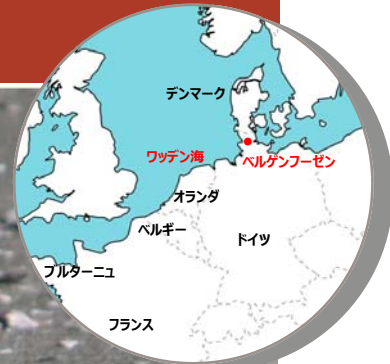 デンマーク
ワッデン海
ベルゲンフーゼン
オランダ
ベルギー
ドイツ
ブルターニュ
フランス